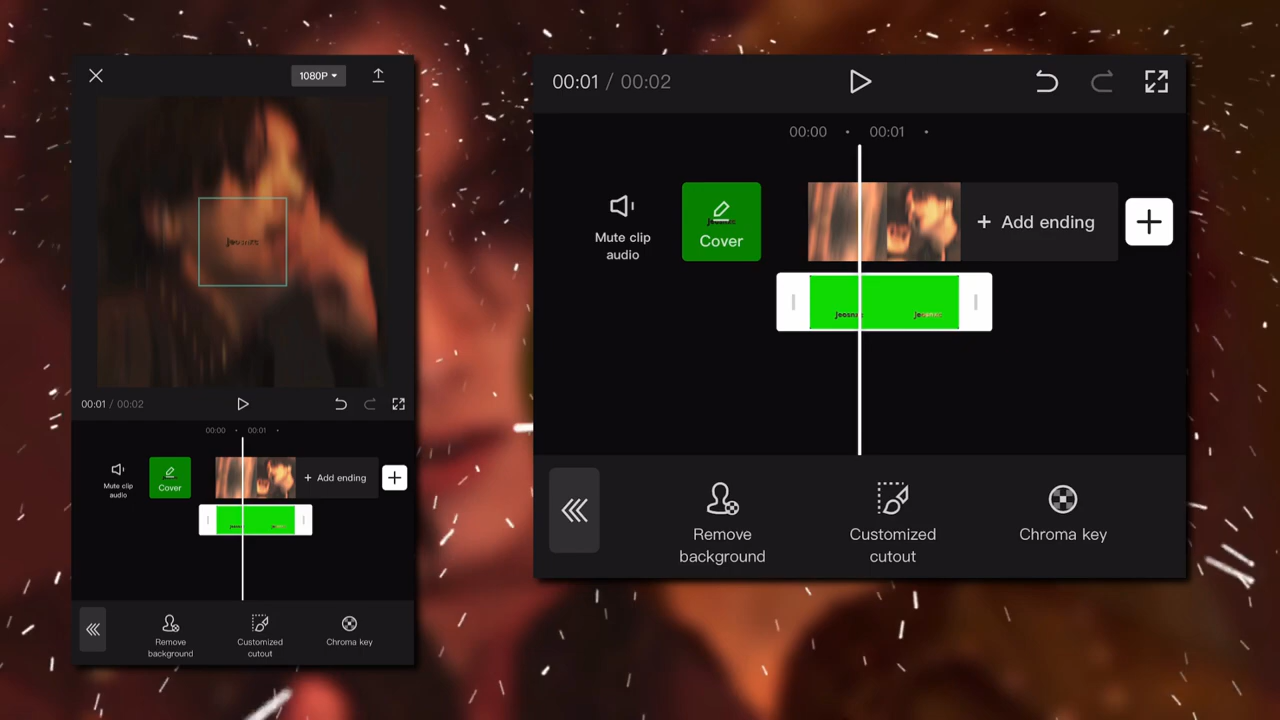 1080P
jeosnxn
00:01 / 00:02
00:00 00:01
Mute clip
audio
Cover
+ Add ending
Remove
background
Customized
cutout
Chroma key
00:01 / 00:02
00:00 00:01
Mute clip
audio
Cover
+ Add ending
Remove
background
Customized
cutout
Chroma key